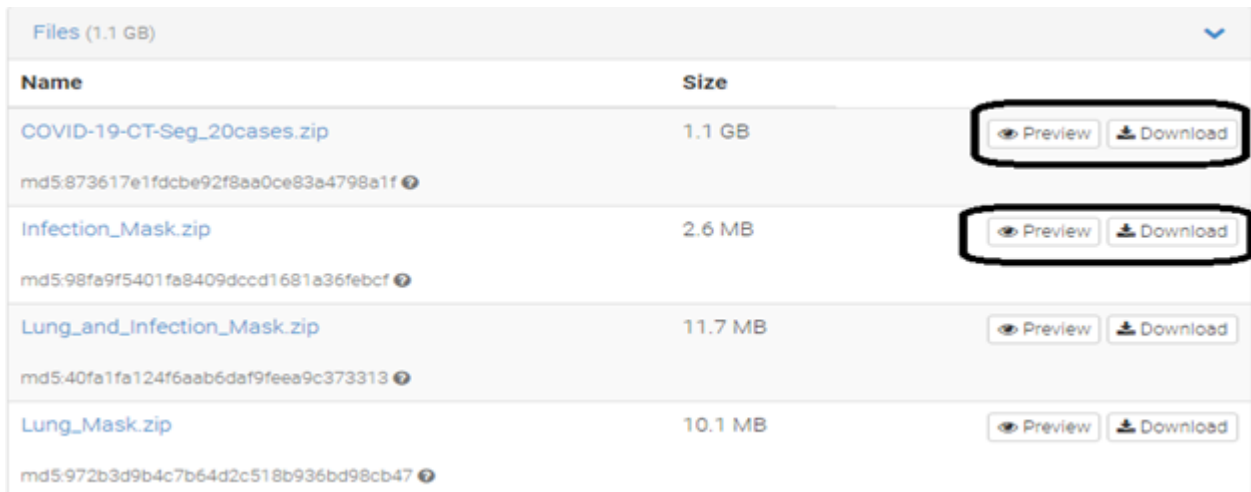 Files (1.1 GB)
Name Size
COVID-19-CT-Seg_20cases.zip 1.1 GB Preview Download
md5:873617e1fdcbe92f8aa0ce83a4798a1f
Infection_Mask.zip 2.6 MB Preview Download
md5:98fa9f5401fa8409dccd1681a36febcf
Lung_and_Infection_Mask.zip 11.7 MB Preview Download
md5:40fa1fa124f6aab6daf9feea9c373313
Lung_Mask.zip 10.1 MB Preview Download
md5:972b3d9b4c7b64d2c518b936bd98cb47